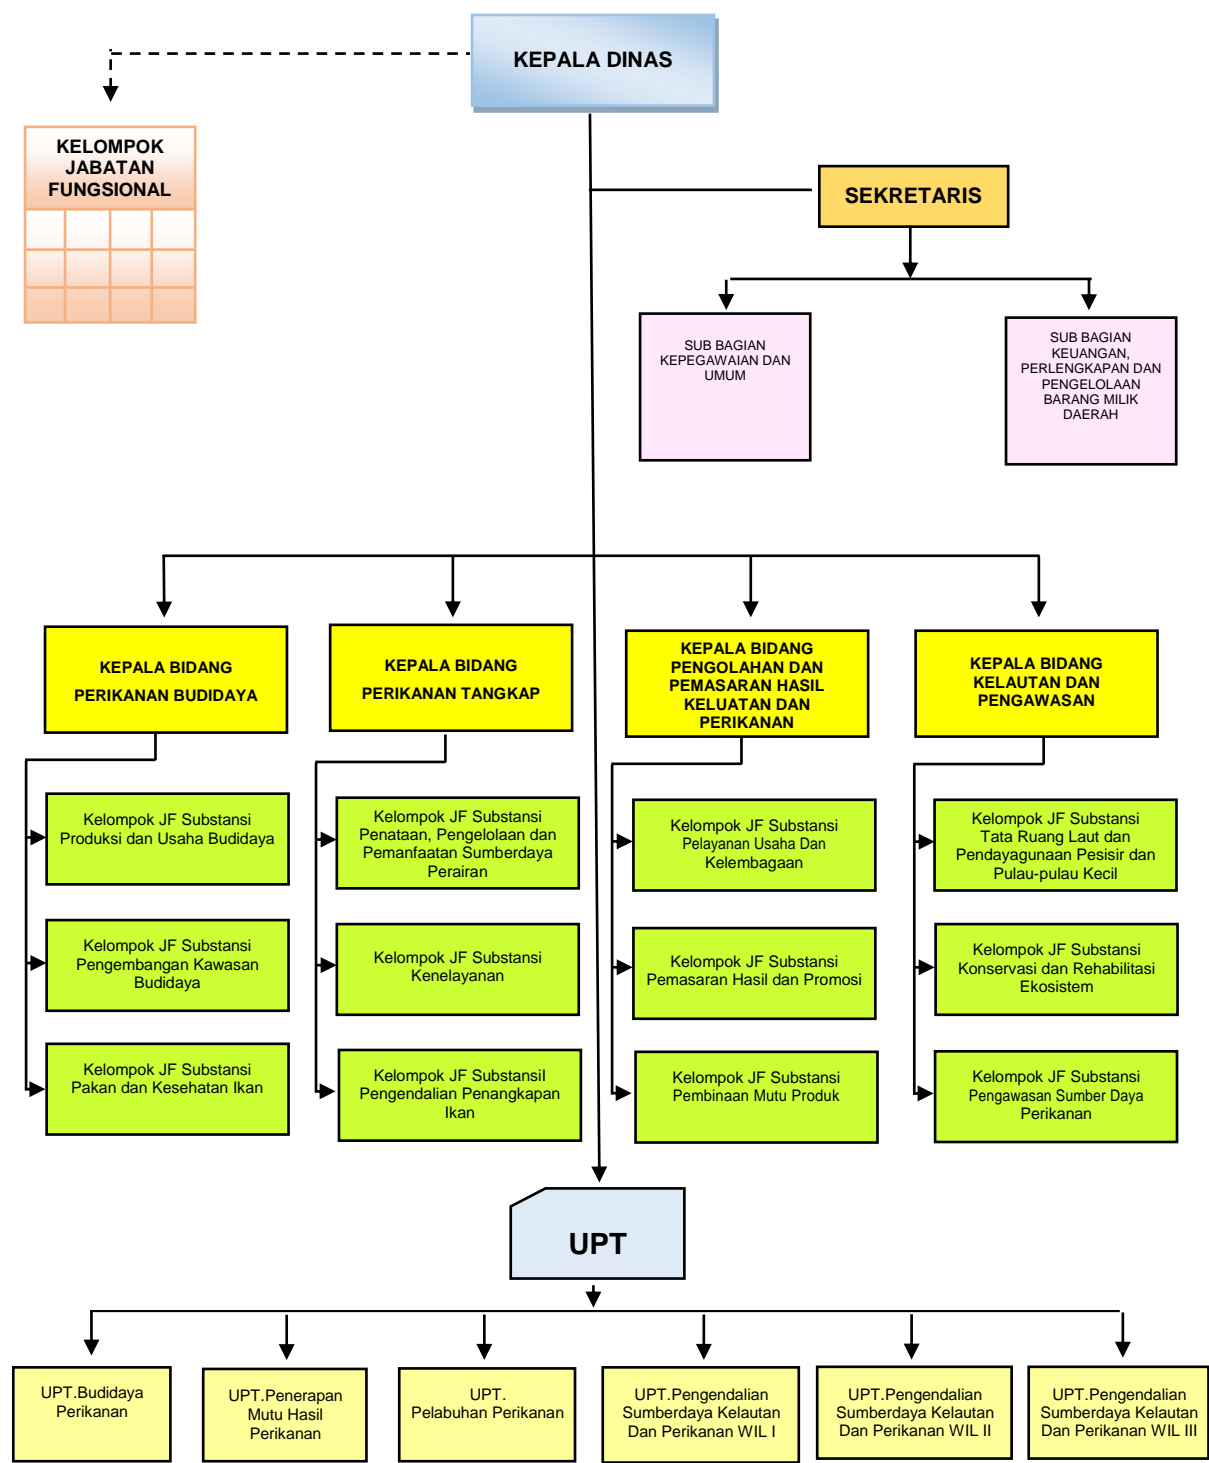 KEPALA DINAS
KELOMPOK
JABATAN
FUNGSIONAL
SEKRETARIS
SUB BAGIAN
KEPEGAWAIAN DAN
UMUM
SUB BAGIAN
KEUANGAN,
PERLENGKAPAN DAN
PENGELOLAAN
BARANG MILIK
DAERAH
KEPALA BIDANG
PERIKANAN BUDIDAYA
KEPALA BIDANG
PERIKANAN TANGKAP
KEPALA BIDANG
PENGOLAHAN DAN
PEMASARAN HASIL
KELUATAN DAN
PERIKANAN
KEPALA BIDANG
KELAUTAN DAN
PENGAWASAN
Kelompok JF Substansi
Produksi dan Usaha Budidaya
Kelompok JF Substansi
Penataan, Pengelolaan dan
Pemanfaatan Sumberdaya
Perairan
Kelompok JF Substansi
Pelayanan Usaha Dan
Kelembagaan
Kelompok JF Substansi
Tata Ruang Laut dan
Pendayagunaan Pesisir dan
Pulau-pulau Kecil
Kelompok JF Substansi
Pengembangan Kawasan
Budidaya
Kelompok JF Substansi
Kenelayanan
Kelompok JF Substansi
Pemasaran Hasil dan Promosi
Kelompok JF Substansi
Konservasi dan Rehabilitasi
Ekosistem
Kelompok JF Substansi
Pakan dan Kesehatan Ikan
Kelompok JF Substansil
Pengendalian Penangkapan
Ikan
Kelompok JF Substansi
Pembinaan Mutu Produk
Kelompok JF Substansi
Pengawasan Sumber Daya
Perikanan
UPT
UPT.Budidaya
Perikanan
UPT.Penerapan
Mutu Hasil
Perikanan
UPT.
Pelabuhan Perikanan
UPT.Pengendalian
Sumberdaya Kelautan
Dan Perikanan WIL I
UPT.Pengendalian
Sumberdaya Kelautan
Dan Perikanan WIL II
UPT.Pengendalian
Sumberdaya Kelautan
Dan Perikanan WIL III